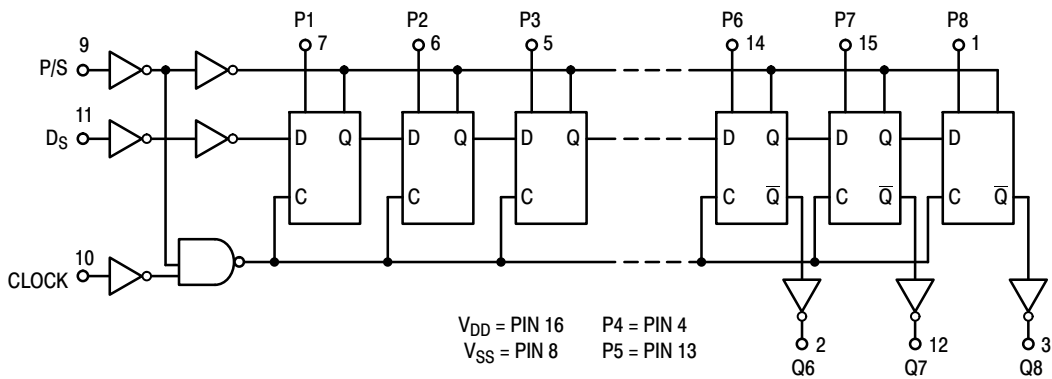 P1 P2 P3 P6 P7 P8
9 7 6 5 14 15 1
P/S
11
D_S D Q D Q D Q D Q D Q D
C C C C Q̅ C Q̅ C Q̅
10
CLOCK
V_DD = PIN 16 P4 = PIN 4
V_SS = PIN 8 P5 = PIN 13
2 12 3
Q6 Q7 Q8